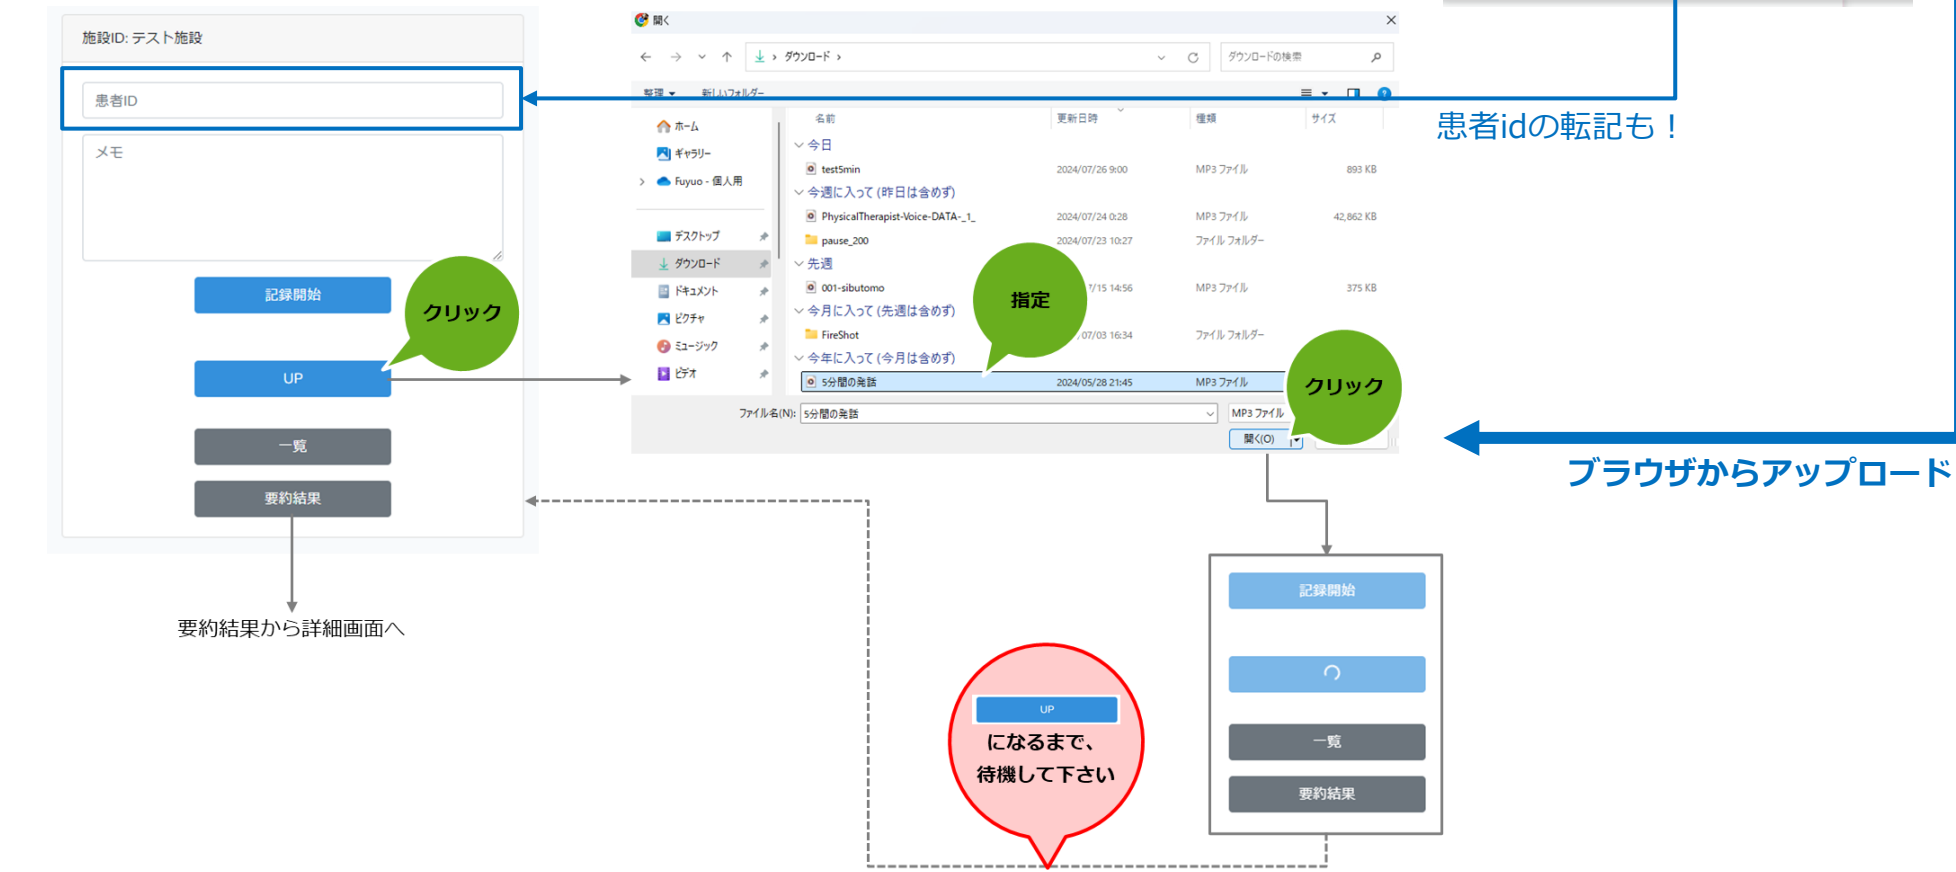 施設ID: テスト施設
患者ID
メモ
記録開始
クリック
UP
一覧
要約結果
要約結果から詳細画面へ
開く
ダウンロード
ダウンロードの検索
整理
新しいフォルダー
ホーム
ギャラリー
Fuyuo - 個人用
デスクトップ
ダウンロード
ドキュメント
ピクチャ
ミュージック
ビデオ
名前 更新日時 種類 サイズ
今日
test5min 2024/07/26 9:00 MP3 ファイル 893 KB
今週に入って (昨日は含めず)
PhysicalTherapist-Voice-DATA-_1_ 2024/07/24 0:28 MP3 ファイル 42,862 KB
pause_200 2024/07/23 10:27 ファイル フォルダー
先週
001-sibutomo 7/15 14:56 MP3 ファイル 375 KB
今月に入って (先週は含めず)
FireShot 07/03 16:34 ファイル フォルダー
今年に入って (今月は含めず)
5分間の発話 2024/05/28 21:45 MP3 ファイル
指定
クリック
ファイル名(N): 5分間の発話
MP3 ファイル
開く(O)
患者idの転記も！
ブラウザからアップロード
記録開始
一覧
要約結果
UP
になるまで、
待機して下さい